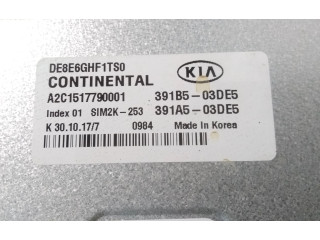 DE8E6GHF1TS0
CONTINENTAL KIA
A2C1517790001 391B5-03DE5
Index 01 SIM2K-253 391A5-03DE5
K 30.10.17/7 0984 Made in Korea